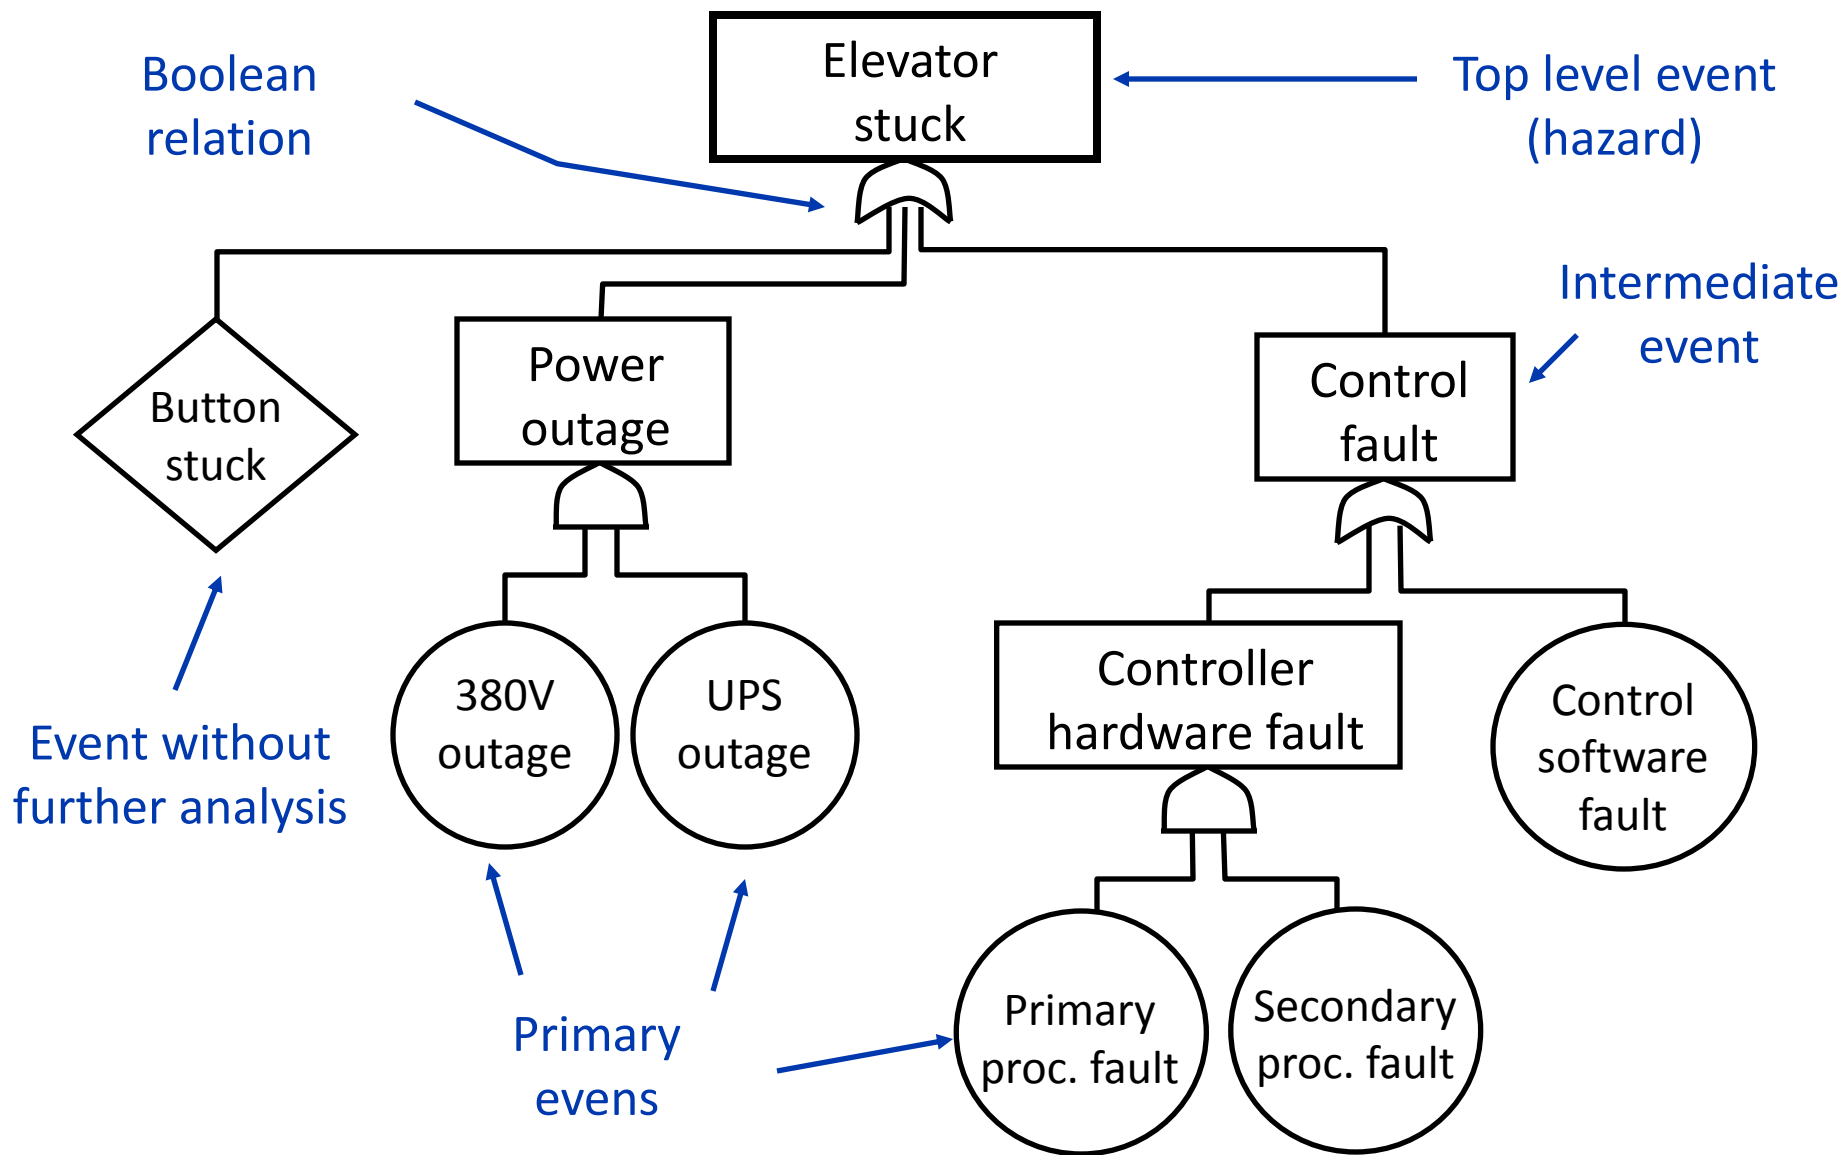 Elevator
stuck
Boolean
relation
Top level event
(hazard)
Intermediate
event
Button
stuck
Power
outage
Control
fault
Event without
further analysis
380V
outage
UPS
outage
Controller
hardware fault
Control
software
fault
Primary
evens
Primary
proc. fault
Secondary
proc. fault